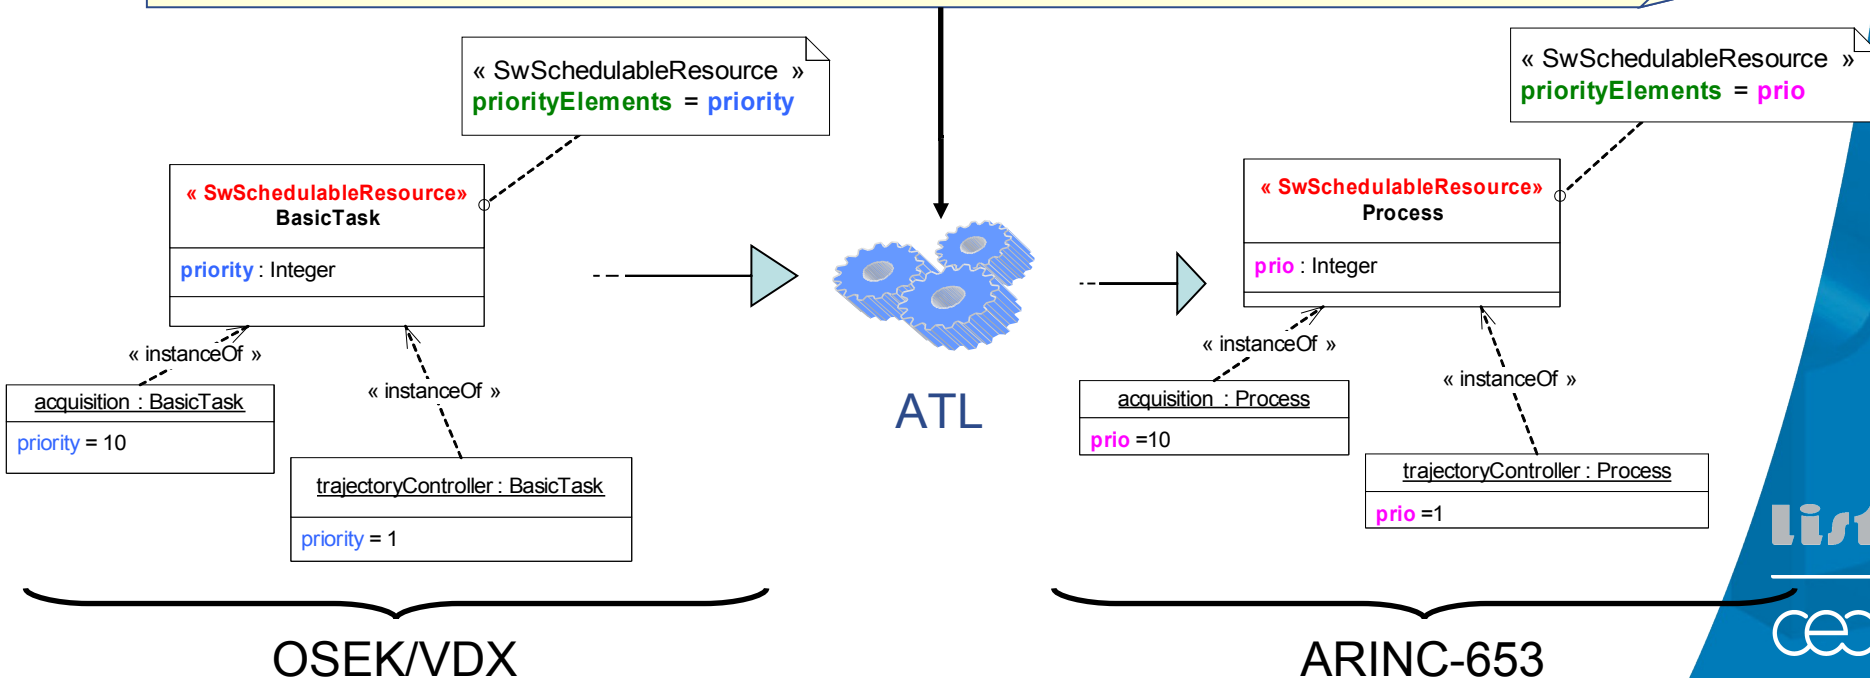 « SwSchedulableResource »
priorityElements = priority
« SwSchedulableResource »
priorityElements = prio
« SwSchedulableResource»
BasicTask
priority : Integer
« SwSchedulableResource»
Process
prio : Integer
« instanceOf »
« instanceOf »
acquisition : BasicTask
priority = 10
trajectoryController : BasicTask
priority = 1
ATL
« instanceOf »
« instanceOf »
acquisition : Process
prio =10
trajectoryController : Process
prio =1
OSEK/VDX
ARINC-653
list
cea